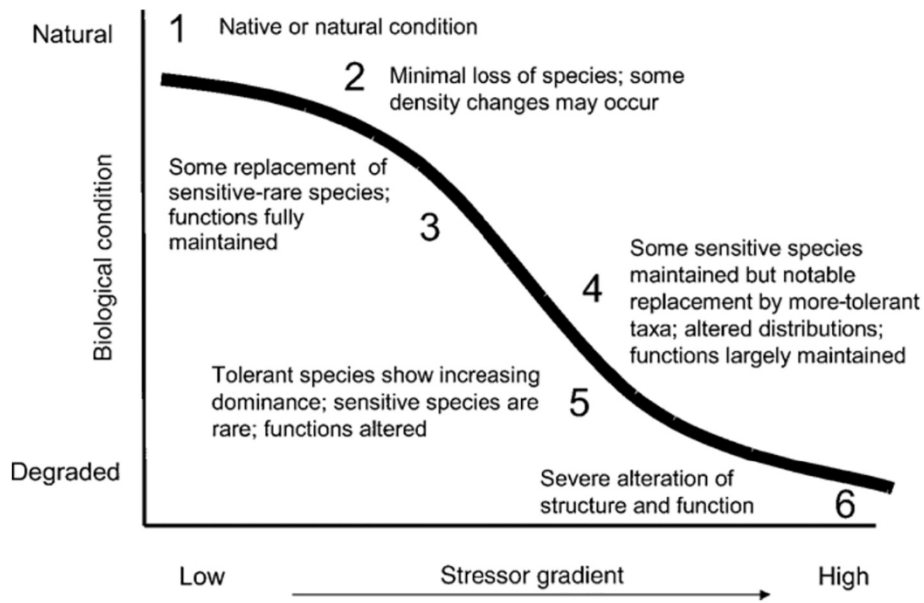 Natural
1 Native or natural condition
2 Minimal loss of species; some
density changes may occur
Some replacement of
sensitive-rare species;
functions fully
maintained
3
4
Some sensitive species
maintained but notable
replacement by more-tolerant
taxa; altered distributions;
functions largely maintained
Tolerant species show increasing
dominance; sensitive species are
rare; functions altered
5
Severe alteration of
structure and function
6
Degraded
Biological condition
Low
Stressor gradient
High